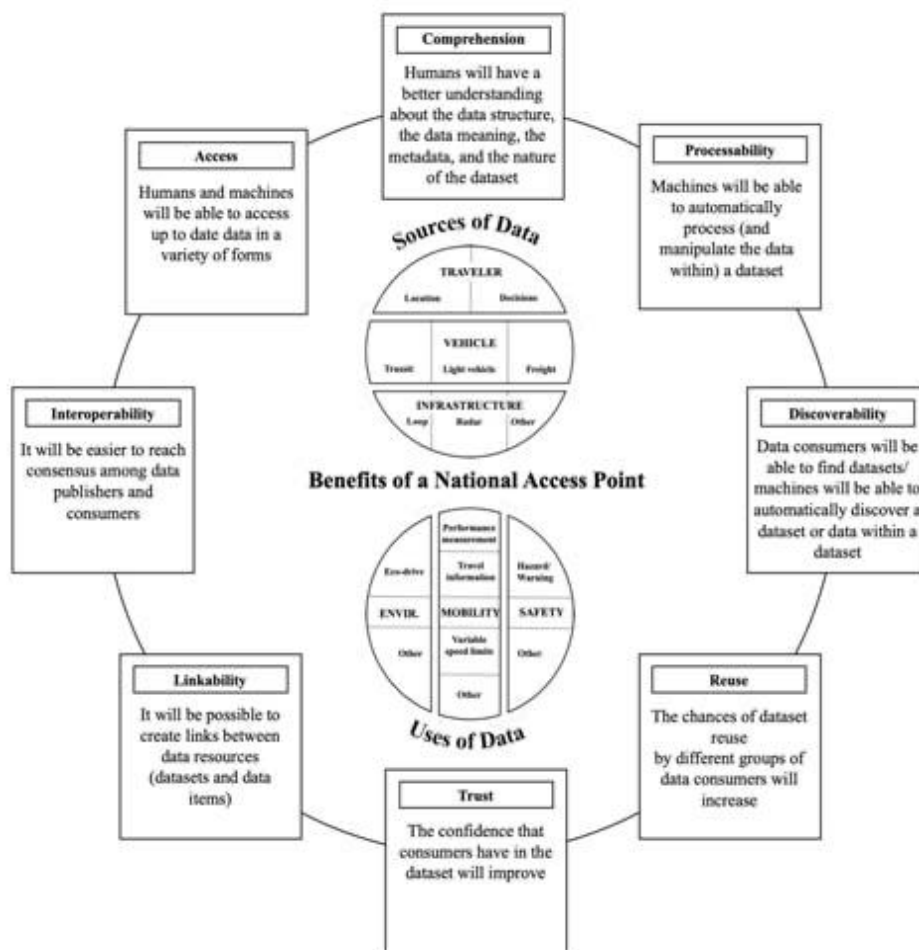 Comprehension
Humans will have a
better understanding
about the data structure,
the data meaning, the
metadata, and the nature
of the dataset
Access
Humans and machines
will be able to access
up to date data in a
variety of forms
Processability
Machines will be able
to automatically
process (and
manipulate the data
within) a dataset
Sources of Data
TRAVELER
Location Decisions
VEHICLE
Transit Light vehicle Freight
INFRASTRUCTURE
Loop Radar Other
Interoperability
It will be easier to reach
consensus among data
publishers and
consumers
Discoverability
Data consumers will be
able to find datasets/
machines will be able to
automatically discover a
dataset or data within a
dataset
Benefits of a National Access Point
Performance
measurement
Eco-drive
Travel
information
Hazard/
Warning
ENVIR. MOBILITY SAFETY
Other
Variable
speed limits
Other
Other
Uses of Data
Linkability
It will be possible to
create links between
data resources
(datasets and data
items)
Reuse
The chances of dataset
reuse
by different groups of
data consumers will
increase
Trust
The confidence that
consumers have in the
dataset will improve